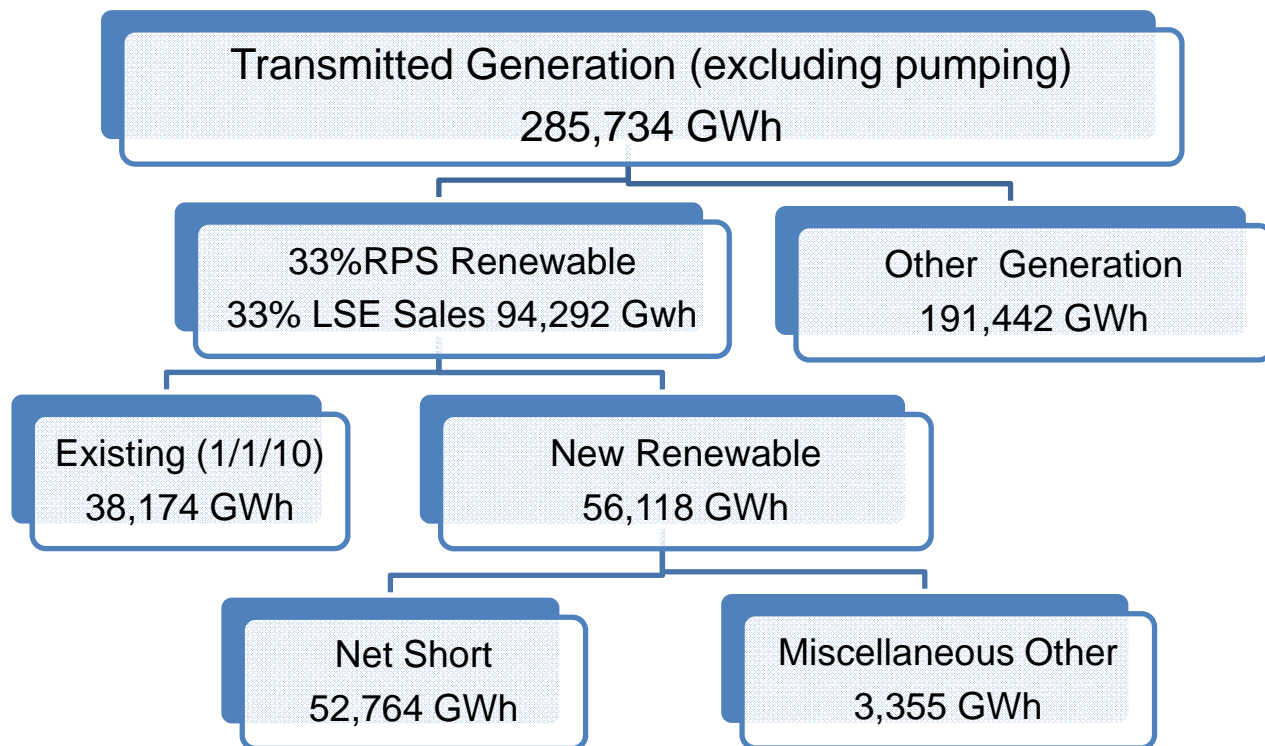 Transmitted Generation (excluding pumping)
285,734 GWh
33%RPS Renewable
33% LSE Sales 94,292 Gwh
Other Generation
191,442 GWh
Existing (1/1/10)
38,174 GWh
New Renewable
56,118 GWh
Net Short
52,764 GWh
Miscellaneous Other
3,355 GWh